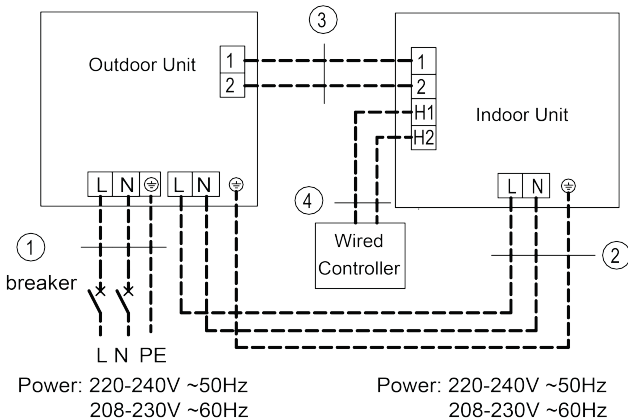 3
Outdoor Unit
1
2
1
2
H1
H2
Indoor Unit
L N L N
L N
4
Wired
Controller
1
breaker
2
L N PE
Power: 220-240V ~50Hz
208-230V ~60Hz
Power: 220-240V ~50Hz
208-230V ~60Hz